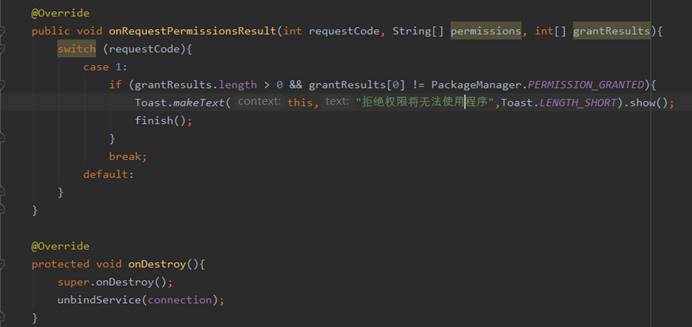 @Override
public void onRequestPermissionsResult(int requestCode, String[] permissions, int[] grantResults){
switch (requestCode){
case 1:
if (grantResults.length > 0 && grantResults[0] != PackageManager.PERMISSION_GRANTED){
Toast.makeText( context: this, text: "拒绝权限将无法使用程序",Toast.LENGTH_SHORT).show();
finish();
}
break;
default:
}
}
@Override
protected void onDestroy(){
super.onDestroy();
unbindService(connection);
}